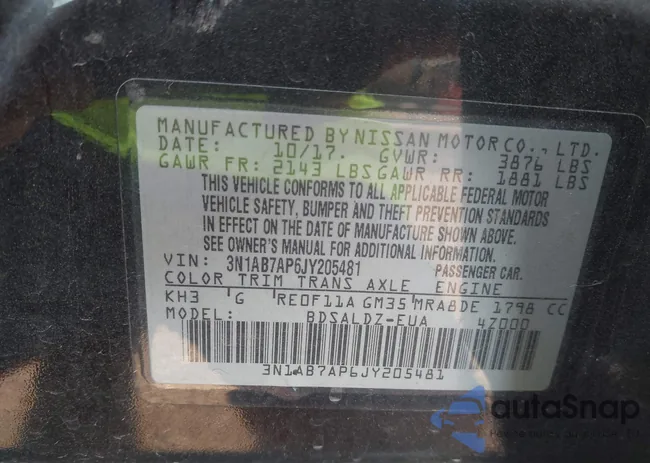 MANUFACTURED BY NISSAN MOTOR CO., LTD.
DATE: 10/17. GVWR: 3876 LBS
GAWR FR: 2143 LBS GAWR RR: 1881 LBS
THIS VEHICLE CONFORMS TO ALL APPLICABLE FEDERAL MOTOR
VEHICLE SAFETY, BUMPER AND THEFT PREVENTION STANDARDS
IN EFFECT ON THE DATE OF MANUFACTURE SHOWN ABOVE.
SEE OWNER'S MANUAL FOR ADDITIONAL INFORMATION.
VIN: 3N1AB7AP6JY205481 PASSENGER CAR.
COLOR TRIM TRANS AXLE ENGINE
KH3 G RE0F11A GM35 MRA8DE 1798 CC
MODEL: BDSALDZ-EUA 4Z000
3N1AB7AP6JY205481
autaSnap